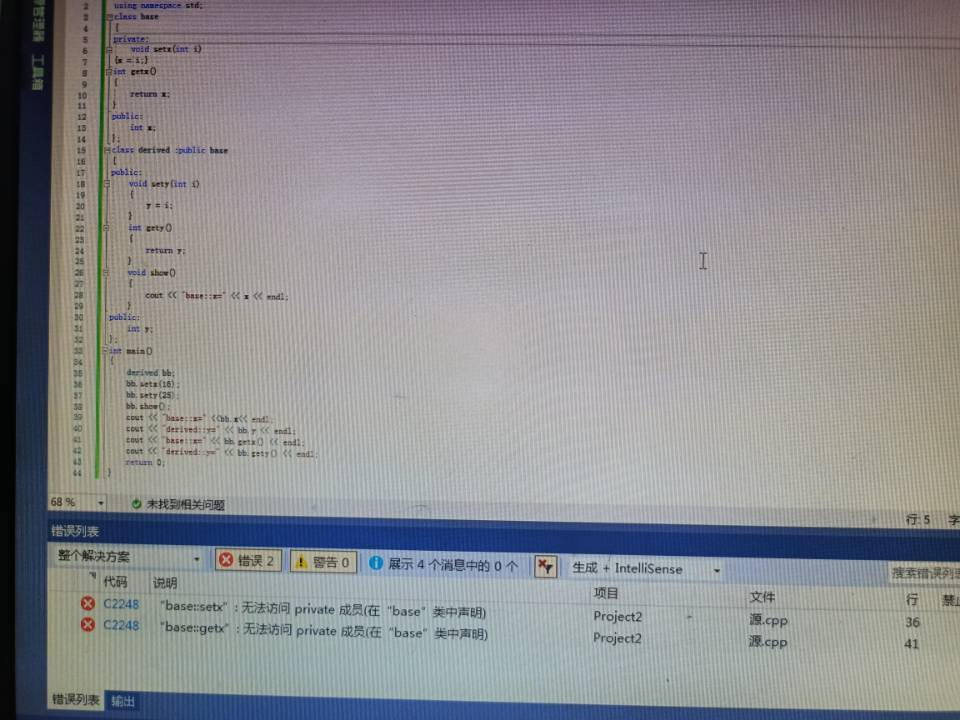 管理器
工具箱
2 using namespace std;
3 class base
4 {
5 private:
6 void setx(int i)
7 {x = i;}
8 int getx()
9 {
10 return x;
11 }
12 public:
13 int x;
14 };
15 class derived :public base
16 {
17 public:
18 void sety(int i)
19 {
20 y = i;
21 }
22 int gety()
23 {
24 return y;
25 }
26 void show()
27 {
28 cout << "base::x=" << x << endl;
29 }
30 public:
31 int y;
32 };
33 int main()
34 {
35 derived bb;
36 bb.setx(16);
37 bb.sety(25);
38 bb.show();
39 cout << "base::x=" <<bb.x<< endl;
40 cout << "derived::y=" << bb.y << endl;
41 cout << "base::x=" << bb.getx() << endl;
42 cout << "derived::y=" << bb.gety() << endl;
43 return 0;
44 }
68 % 未找到相关问题 行: 5 字
错误列表
整个解决方案 错误 2 警告 0 展示 4 个消息中的 0 个 生成 + IntelliSense 搜索错误列表
代码 说明 项目 文件 行 禁止
C2248 "base::setx": 无法访问 private 成员(在"base"类中声明) Project2 源.cpp 36
C2248 "base::getx": 无法访问 private 成员(在"base"类中声明) Project2 源.cpp 41
错误列表 输出